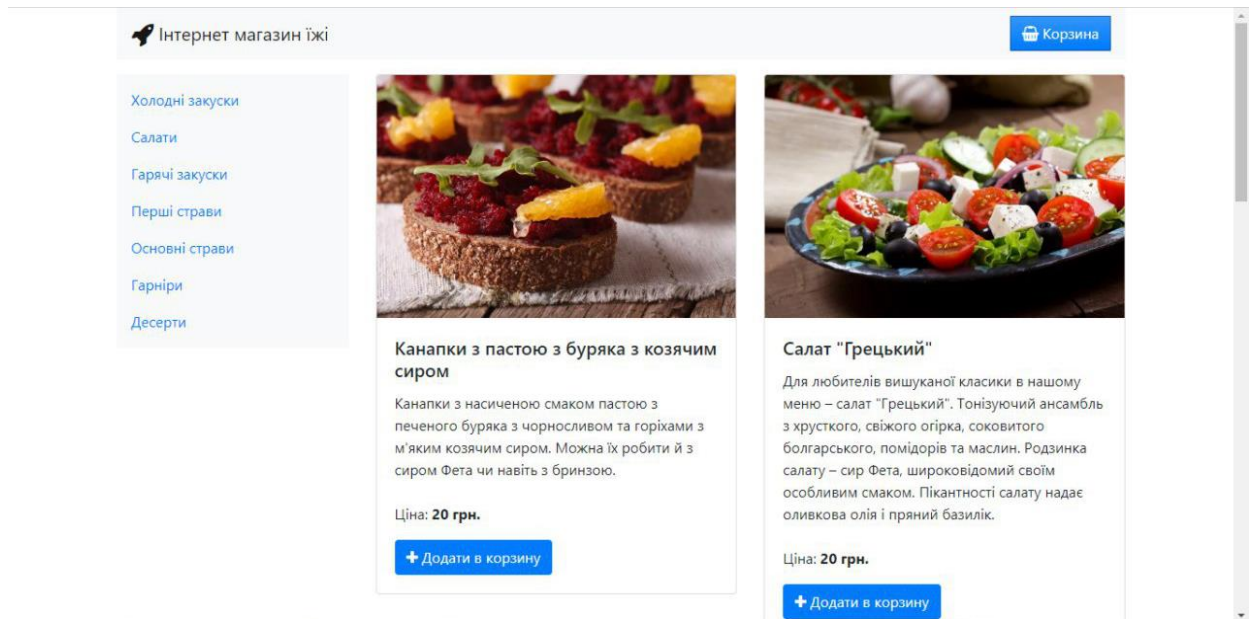 Інтернет магазин їжі
Корзина
Холодні закуски
Салати
Гарячі закуски
Перші страви
Основні страви
Гарніри
Десерти
Канапки з пастою з буряка з козячим
сиром
Канапки з насиченою смаком пастою з
печеного буряка з чорносливом та горіхами з
м'яким козячим сиром. Можна їх робити й з
сиром Фета чи навіть з бринзою.
Ціна: 20 грн.
+ Додати в корзину
Салат "Грецький"
Для любителів вишуканої класики в нашому
меню – салат "Грецький". Тонізуючий ансамбль
з хрусткого, свіжого огірка, соковитого
болгарського, помідорів та маслин. Родзинка
салату – сир Фета, широковідомий своїм
особливим смаком. Пікантності салату надає
оливкова олія і пряний базилік.
Ціна: 20 грн.
+ Додати в корзину